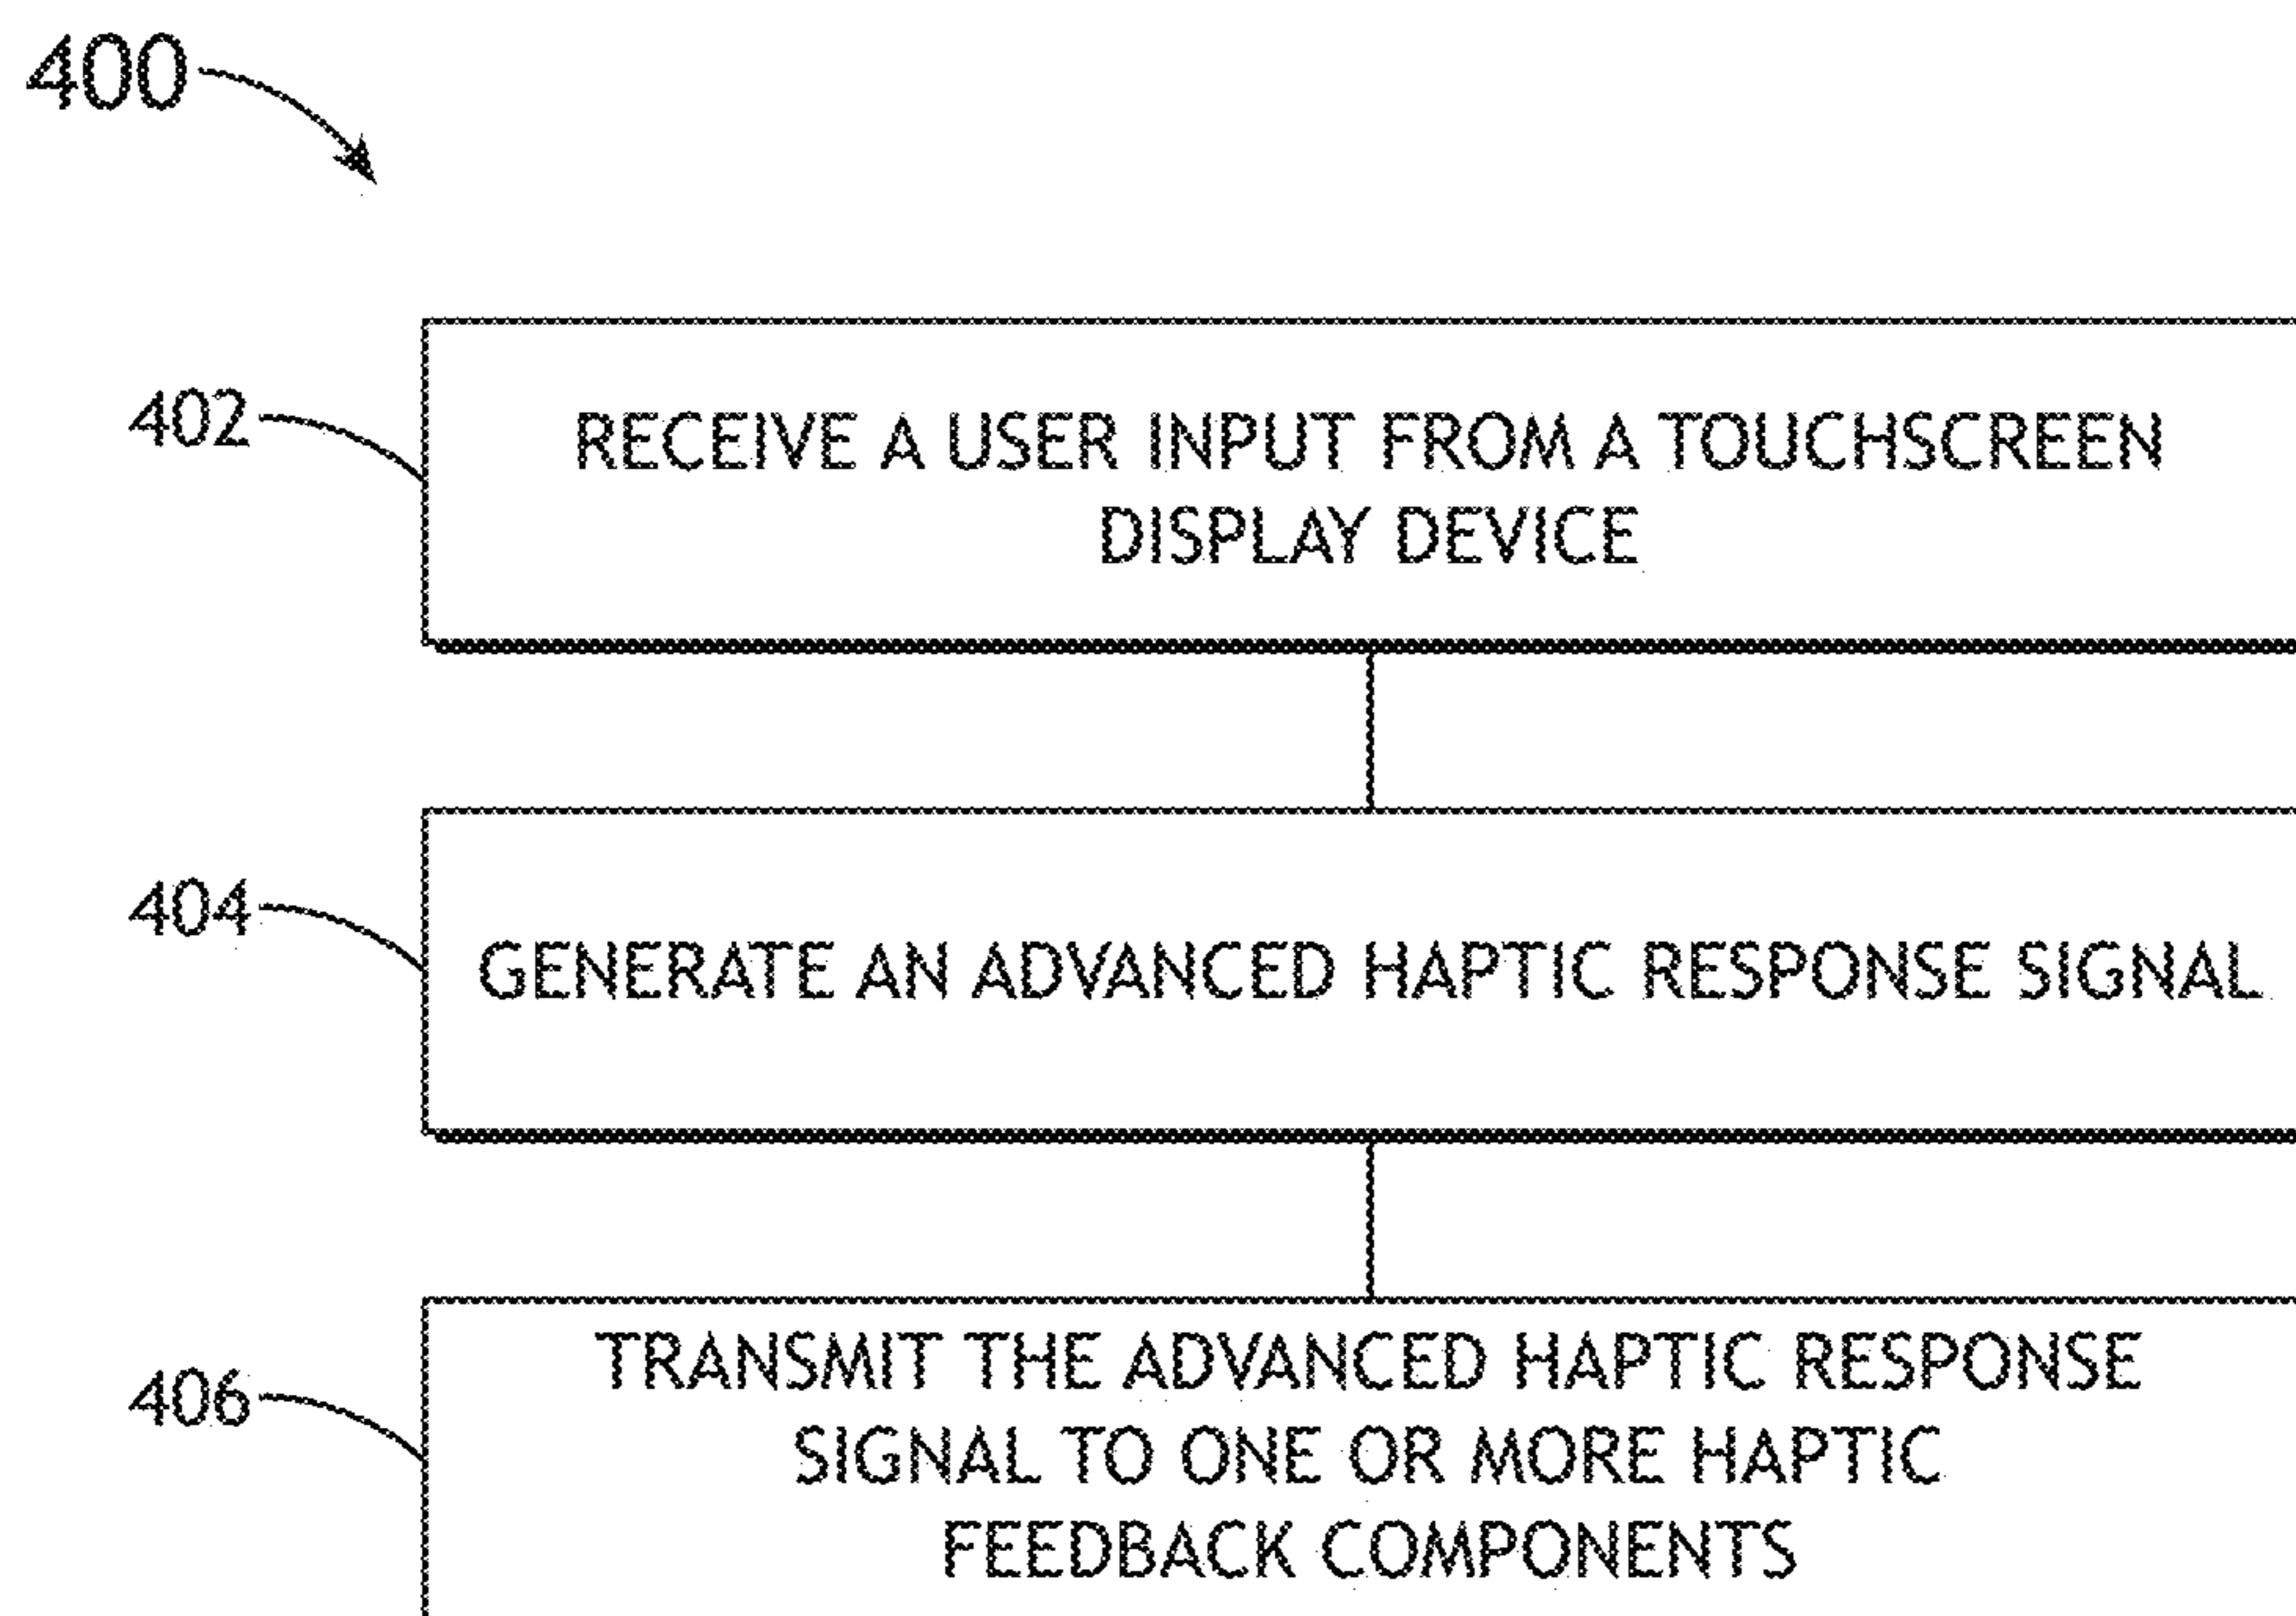 400
402
RECEIVE A USER INPUT FROM A TOUCHSCREEN
DISPLAY DEVICE
404
GENERATE AN ADVANCED HAPTIC RESPONSE SIGNAL
406
TRANSMIT THE ADVANCED HAPTIC RESPONSE
SIGNAL TO ONE OR MORE HAPTIC
FEEDBACK COMPONENTS